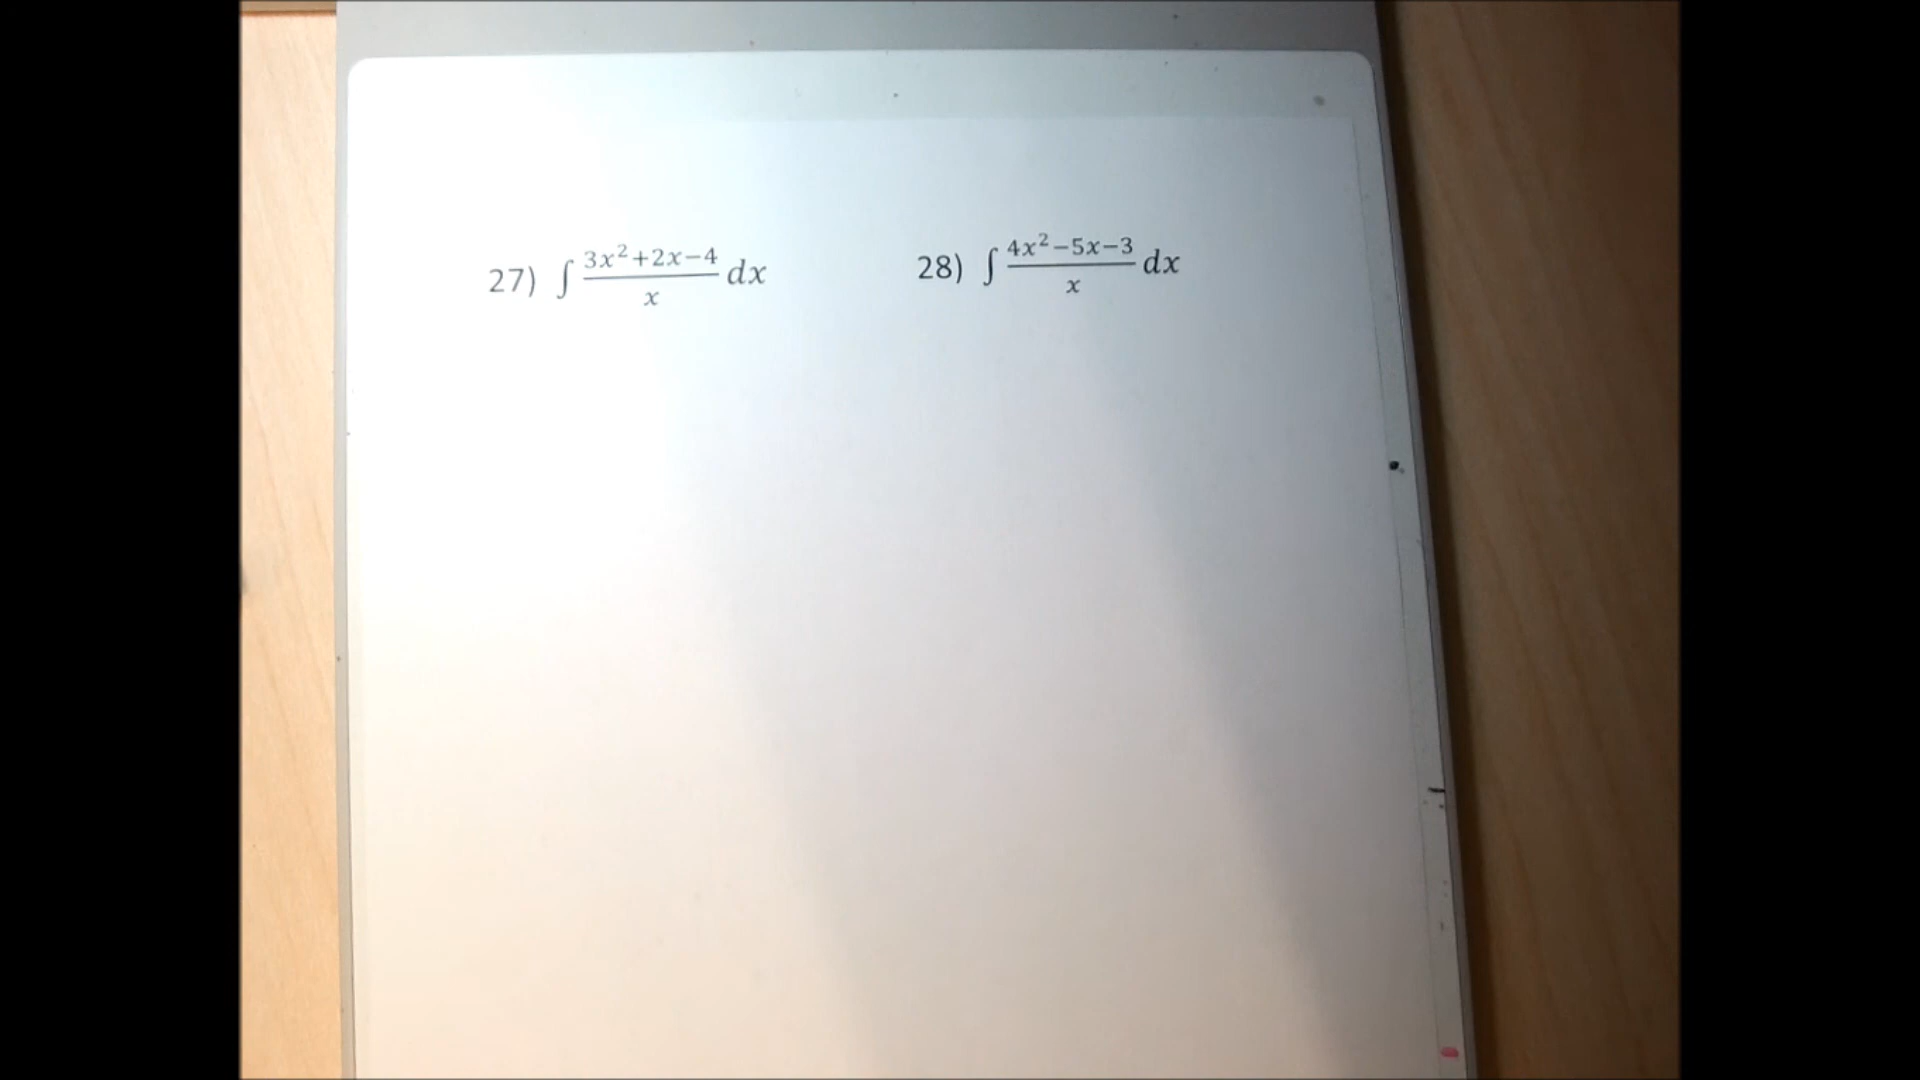 27) ∫ (3x²+2x−4)/x dx 28) ∫ (4x²−5x−3)/x dx